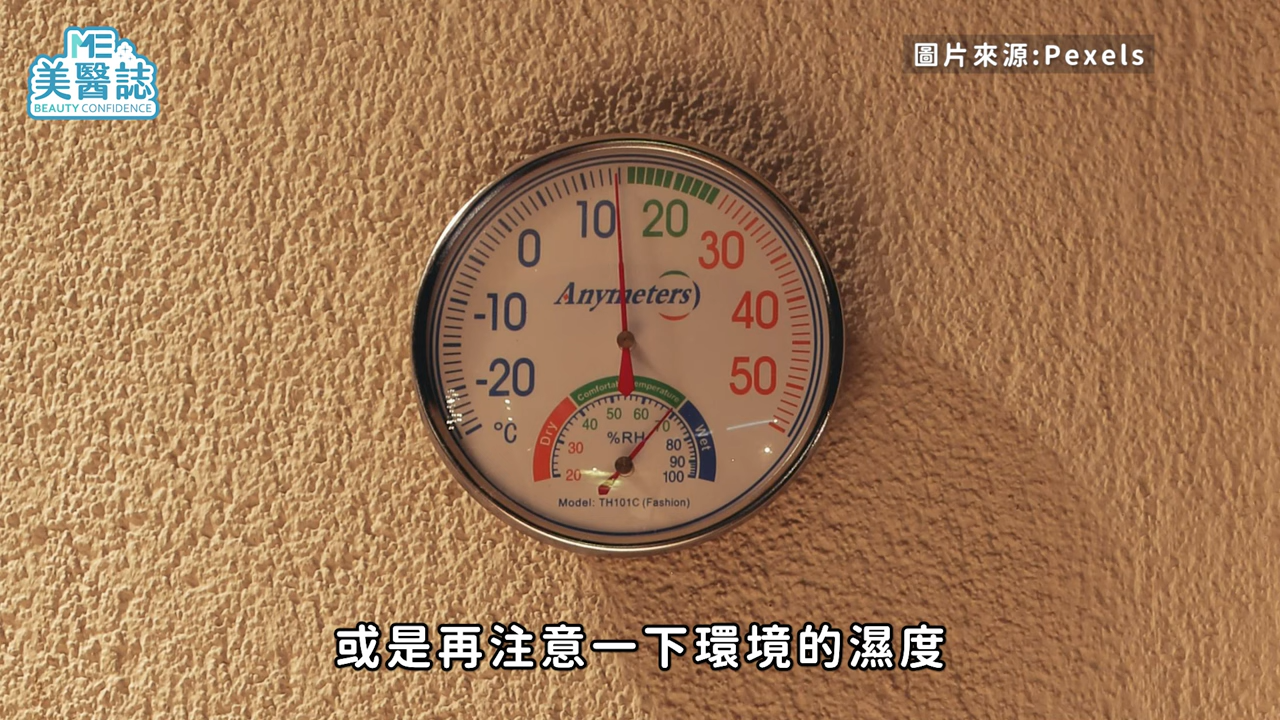 ME
美醫誌
BEAUTY CONFIDENCE
圖片來源:Pexels
10
20
0
30
-10
40
-20
50
°C
Anymeters
Comfortable Temperature
Dry
Wet
20
30
40
50
60
70
80
90
100
%RH
Model: TH101C (Fashion)
或是再注意一下環境的濕度